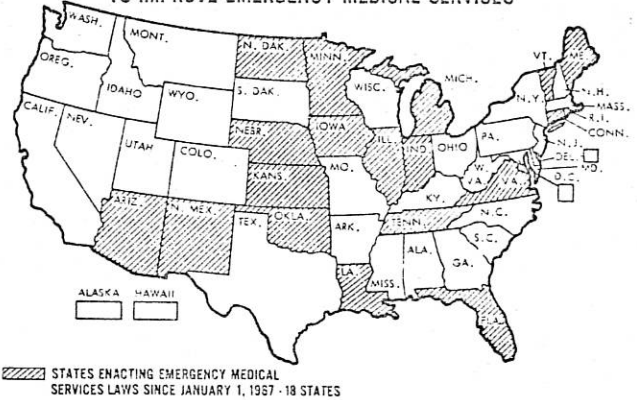 TO IMPROVE EMERGENCY MEDICAL SERVICES
WASH.
MONT.
N. DAK.
MINN.
VT.
ME.
OREG.
IDAHO
WYO.
S. DAK.
WISC.
MICH.
N.Y.
N.H.
MASS.
R.I.
CONN.
CALIF.
NEV.
UTAH
COLO.
NEBR.
IOWA
ILL.
IND.
OHIO
PA.
N.J.
DEL.
MD.
D.C.
KANS.
MO.
W. VA.
VA.
KY.
ARIZ.
N. MEX.
OKLA.
ARK.
TENN.
N.C.
S.C.
TEX.
LA.
MISS.
ALA.
GA.
FLA.
ALASKA HAWAII
STATES ENACTING EMERGENCY MEDICAL
SERVICES LAWS SINCE JANUARY 1, 1967 - 18 STATES